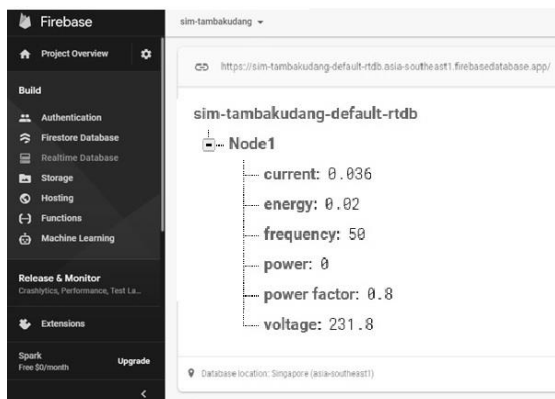 Firebase
Project Overview
Build
Authentication
Firestore Database
Realtime Database
Storage
Hosting
Functions
Machine Learning
Release & Monitor
Crashlytics, Performance, Test La...
Extensions
Spark
Free $0/month
Upgrade
sim-tambakudang
https://sim-tambakudang-default-rtdb.asia-southeast1.firebasedatabase.app/
sim-tambakudang-default-rtdb
Node1
current: 0.036
energy: 0.02
frequency: 50
power: 0
power factor: 0.8
voltage: 231.8
Database location: Singapore (asia-southeast1)